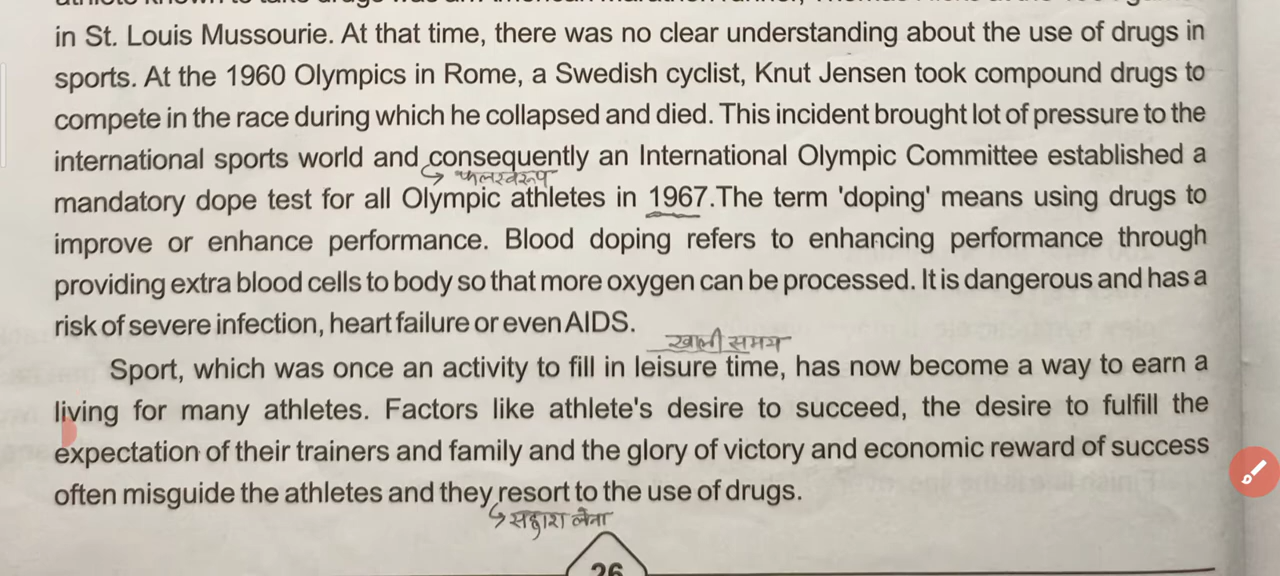 in St. Louis Mussourie. At that time, there was no clear understanding about the use of drugs in
sports. At the 1960 Olympics in Rome, a Swedish cyclist, Knut Jensen took compound drugs to
compete in the race during which he collapsed and died. This incident brought lot of pressure to the
international sports world and consequently an International Olympic Committee established a
फलस्वरूप
mandatory dope test for all Olympic athletes in 1967.The term 'doping' means using drugs to
improve or enhance performance. Blood doping refers to enhancing performance through
providing extra blood cells to body so that more oxygen can be processed. It is dangerous and has a
risk of severe infection, heart failure or even AIDS.
खाली समय
Sport, which was once an activity to fill in leisure time, has now become a way to earn a
living for many athletes. Factors like athlete's desire to succeed, the desire to fulfill the
expectation of their trainers and family and the glory of victory and economic reward of success
often misguide the athletes and they resort to the use of drugs.
सहारा लेना
26